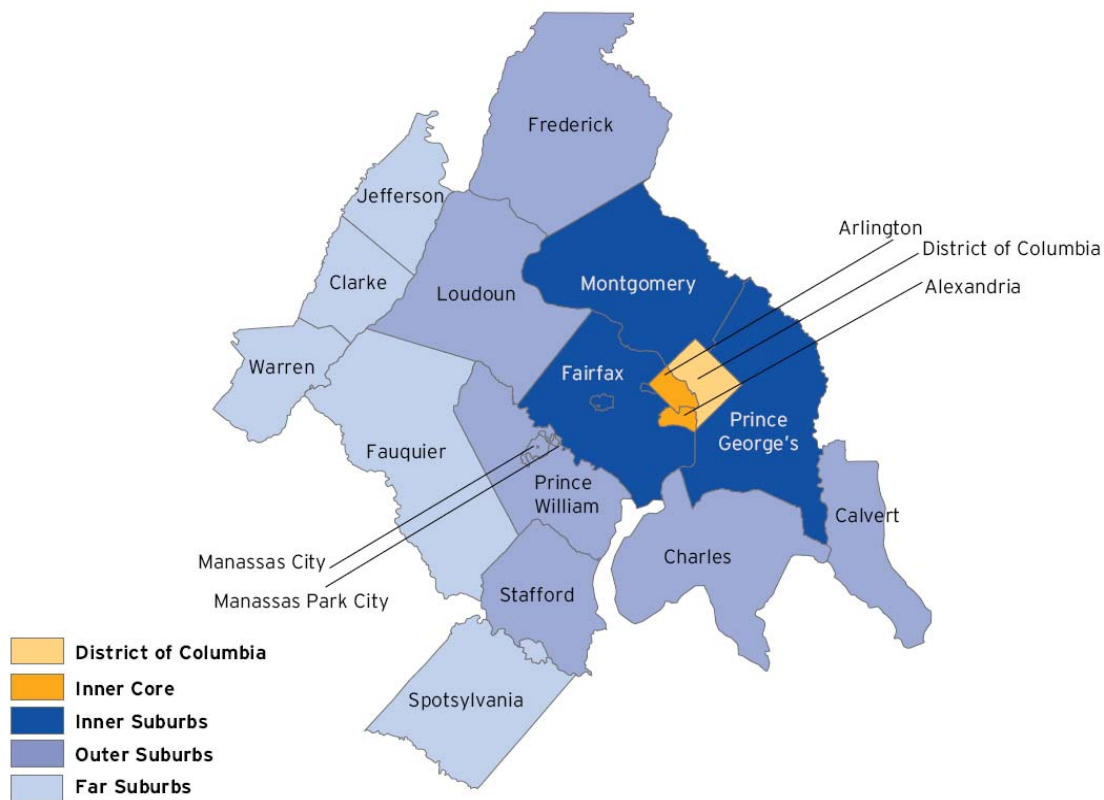 Frederick
Jefferson
Arlington
District of Columbia
Montgomery
Clarke
Loudoun
Alexandria
Warren
Fairfax
Prince
George's
Fauquier
Prince
William
Calvert
Charles
Manassas City
Stafford
Manassas Park City
District of Columbia
Inner Core
Spotsylvania
Inner Suburbs
Outer Suburbs
Far Suburbs